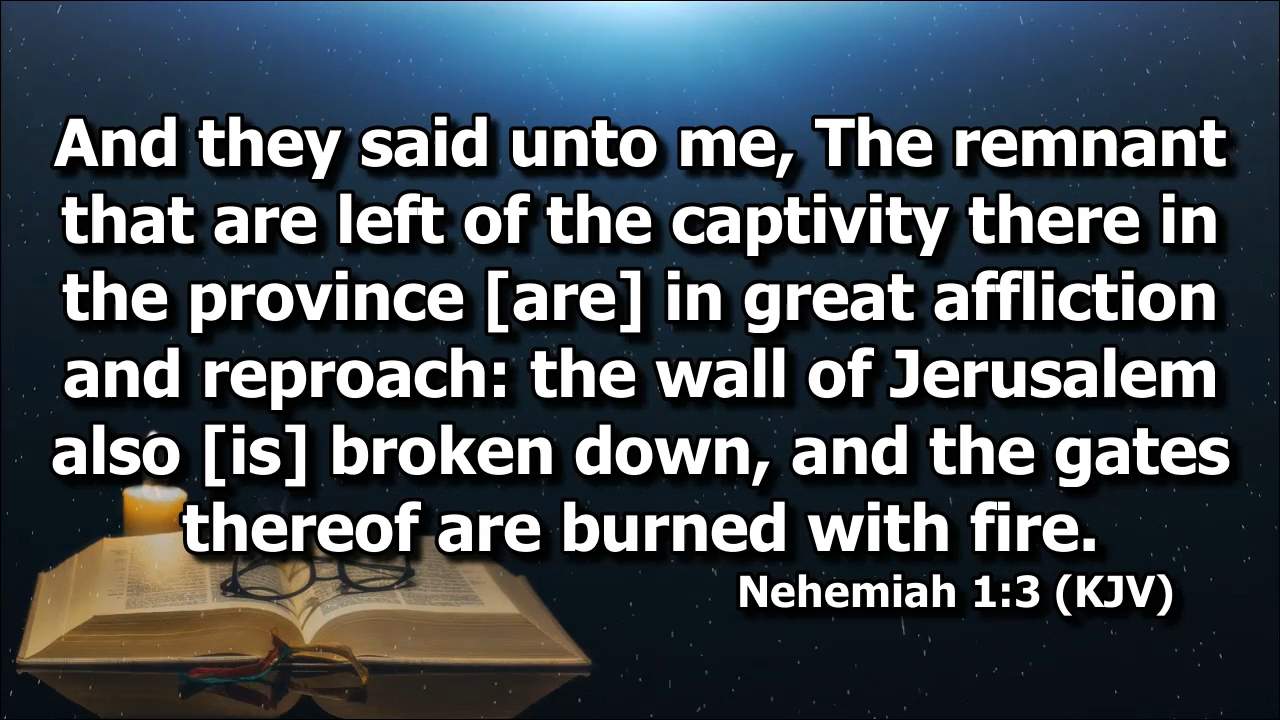 And they said unto me, The remnant
that are left of the captivity there in
the province [are] in great affliction
and reproach: the wall of Jerusalem
also [is] broken down, and the gates
thereof are burned with fire.
Nehemiah 1:3 (KJV)